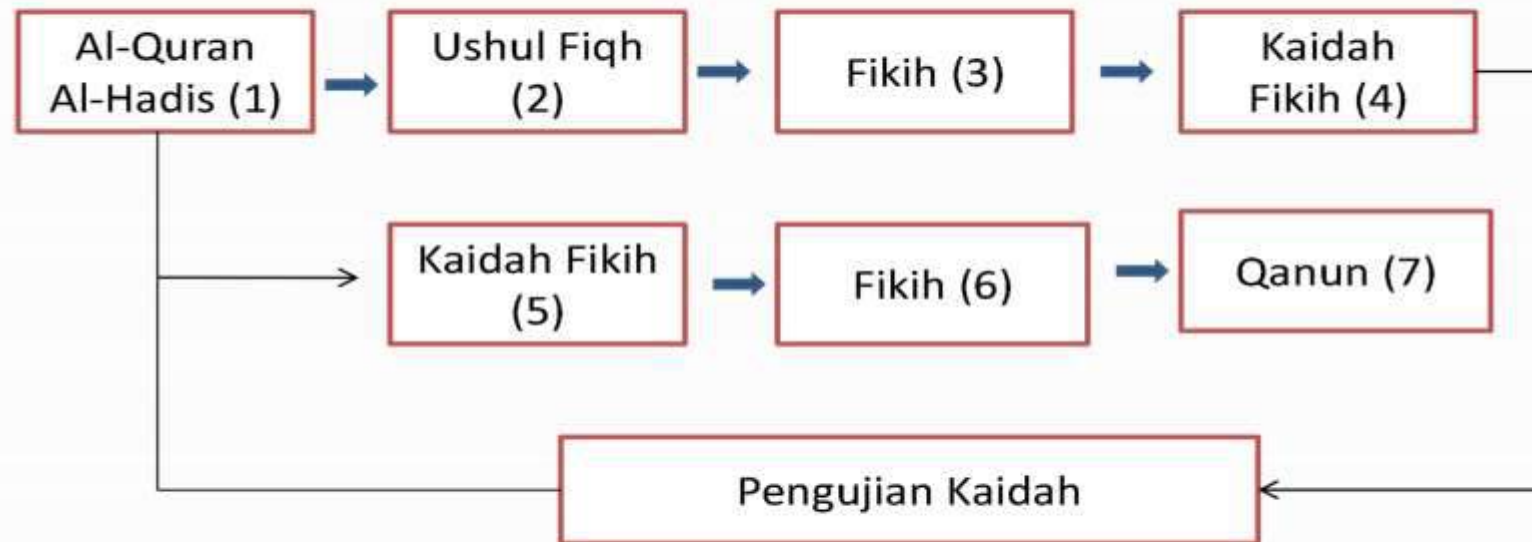 Al-Quran
Al-Hadis (1)
Ushul Fiqh
(2)
Fikih (3)
Kaidah
Fikih (4)
Kaidah Fikih
(5)
Fikih (6)
Qanun (7)
Pengujian Kaidah